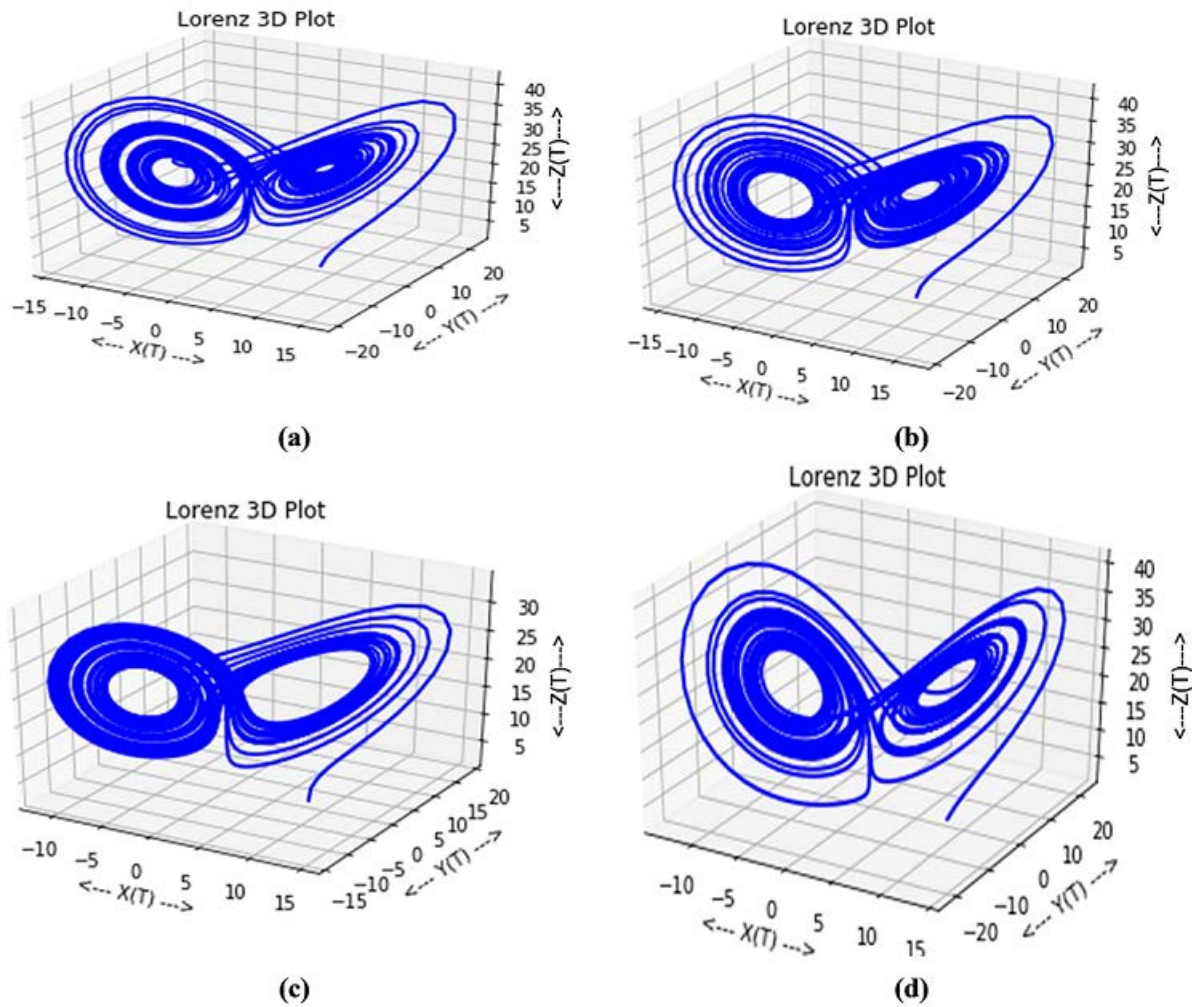 Lorenz 3D Plot
40
35
30
25
20
15
10
5
<---Z(T)---->
−15 −10 −5 0 5 10 15
<--- X(T) --->
−20 −10 0 10 20
<--- Y(T) --->
(a)
Lorenz 3D Plot
40
35
30
25
20
15
10
5
<---Z(T)--->
−15 −10 −5 0 5 10 15
<--- X(T) --->
−20 −10 0 10 20
<--- Y(T) --->
(b)
Lorenz 3D Plot
30
25
20
15
10
5
<---Z(T)---->
−10 −5 0 5 10 15
<--- X(T) --->
−15 −10 −5 0 5 10 15 20
<--- Y(T) --->
(c)
Lorenz 3D Plot
40
35
30
25
20
15
10
5
<---Z(T)---->
−10 −5 0 5 10 15
<--- X(T) --->
−20 −10 0 10 20
<--- Y(T) --->
(d)